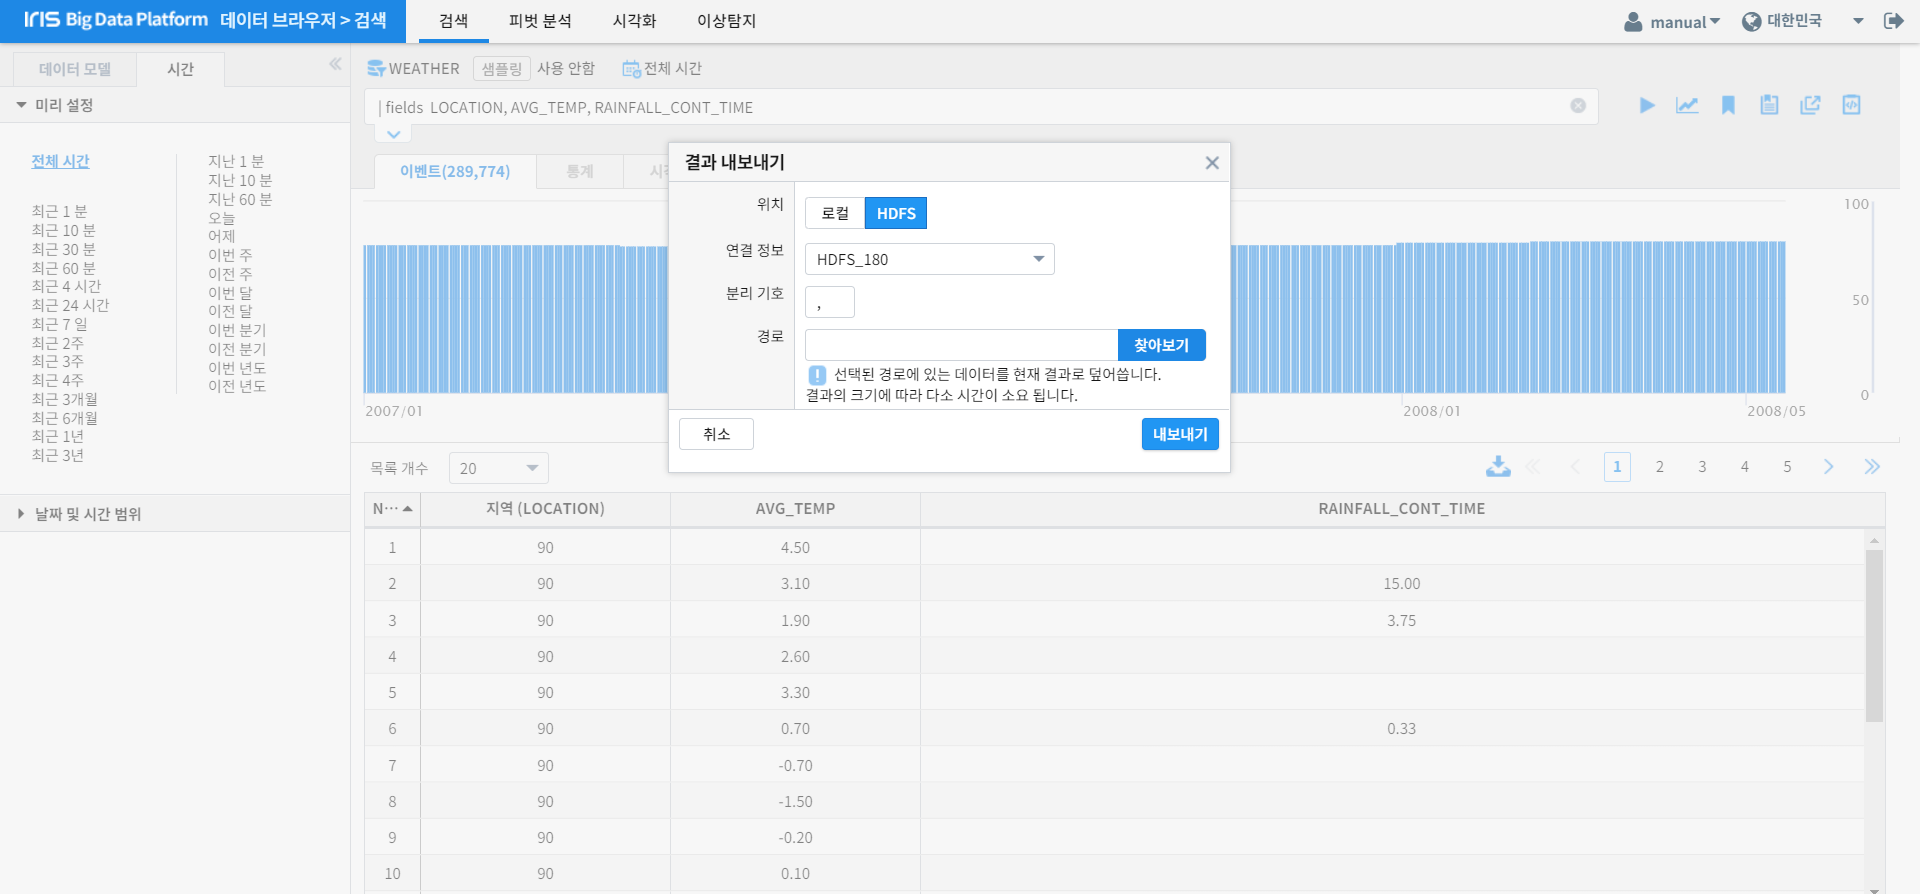 IRIS Big Data Platform 데이터 브라우저 > 검색
검색 피벗 분석 시각화 이상탐지
manual 대한민국
데이터 모델 시간
미리 설정
전체 시간
최근 1 분
최근 10 분
최근 30 분
최근 60 분
최근 4 시간
최근 24 시간
최근 7 일
최근 2주
최근 3주
최근 4주
최근 3개월
최근 6개월
최근 1년
최근 3년
지난 1 분
지난 10 분
지난 60 분
오늘
어제
이번 주
이전 주
이번 달
이전 달
이번 분기
이전 분기
이번 년도
이전 년도
날짜 및 시간 범위
WEATHER 샘플링 사용 안함 전체 시간
| fields LOCATION, AVG_TEMP, RAINFALL_CONT_TIME
이벤트(289,774) 통계
100
50
0
2007/01 2008/01 2008/05
결과 내보내기
위치 로컬 HDFS
연결 정보 HDFS_180
분리 기호 ,
경로 찾아보기
선택된 경로에 있는 데이터를 현재 결과로 덮어씁니다.
결과의 크기에 따라 다소 시간이 소요 됩니다.
취소 내보내기
목록 개수 20
1 2 3 4 5
N··· 지역 (LOCATION) AVG_TEMP RAINFALL_CONT_TIME
1 90 4.50
2 90 3.10 15.00
3 90 1.90 3.75
4 90 2.60
5 90 3.30
6 90 0.70 0.33
7 90 -0.70
8 90 -1.50
9 90 -0.20
10 90 0.10